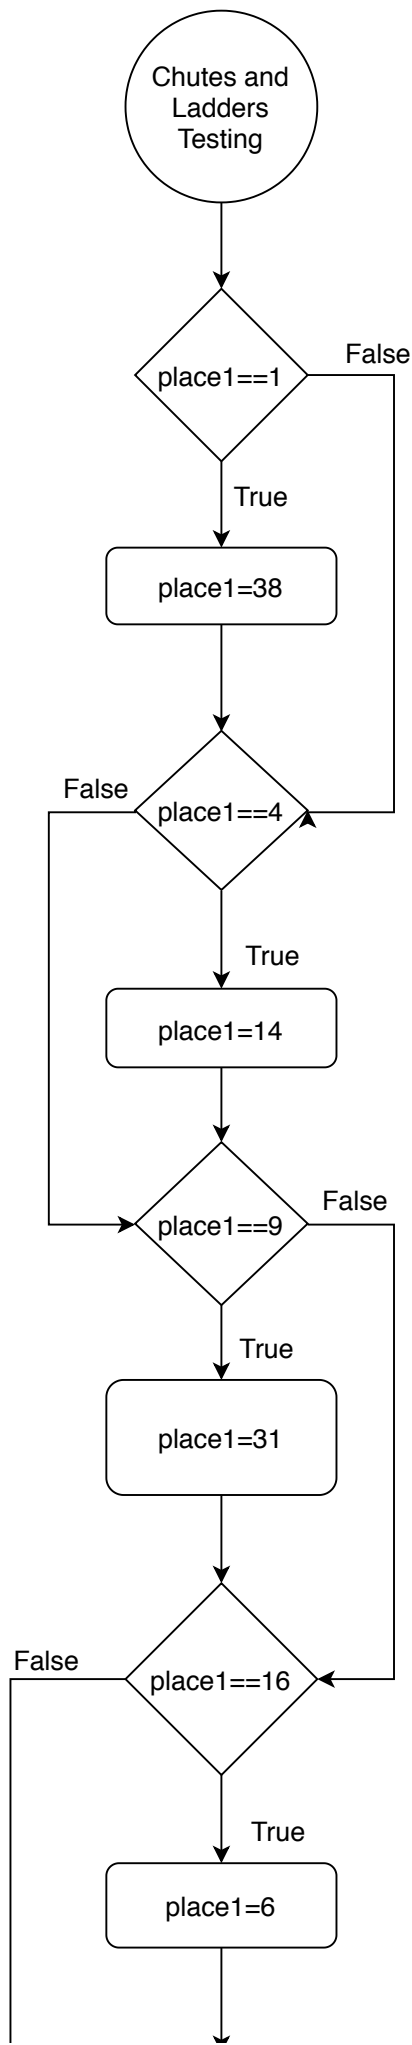 Chutes and
Ladders
Testing
False
place1==1
True
place1=38
False
place1==4
True
place1=14
False
place1==9
True
place1=31
False
place1==16
True
place1=6